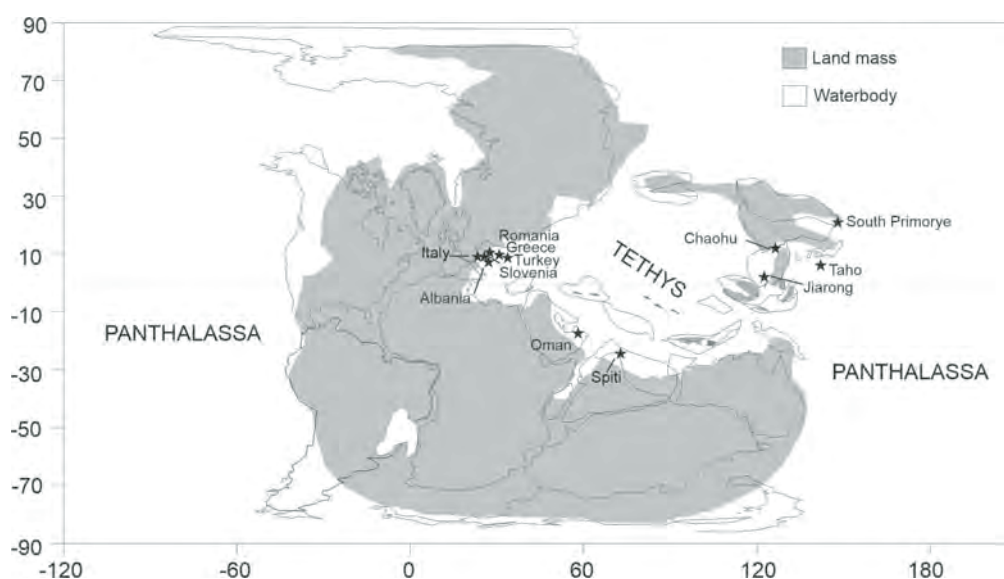 90
70
50
30
10
-10
-30
-50
-70
-90
-120
-60
0
60
120
180
Land mass
Waterbody
South Primorye
Chaohu
Taho
Jiarong
Romania
Greece
Italy
Turkey
Slovenia
Albania
TETHYS
Oman
Spiti
PANTHALASSA
PANTHALASSA